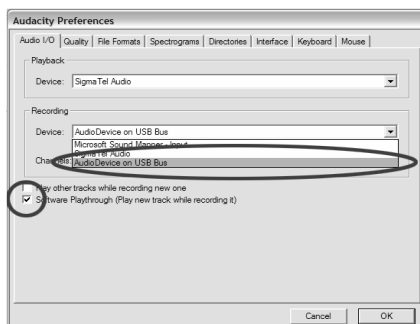 Audacity Preferences
Audio I/O Quality File Formats Spectrograms Directories Interface Keyboard Mouse
Playback
Device: SigmaTel Audio
Recording
Device: AudioDevice on USB Bus
Microsoft Sound Mapper - Input
SigmaTel Audio
Channels: AudioDevice on USB Bus
Play other tracks while recording new one
Software Playthrough (Play new track while recording it)
Cancel OK